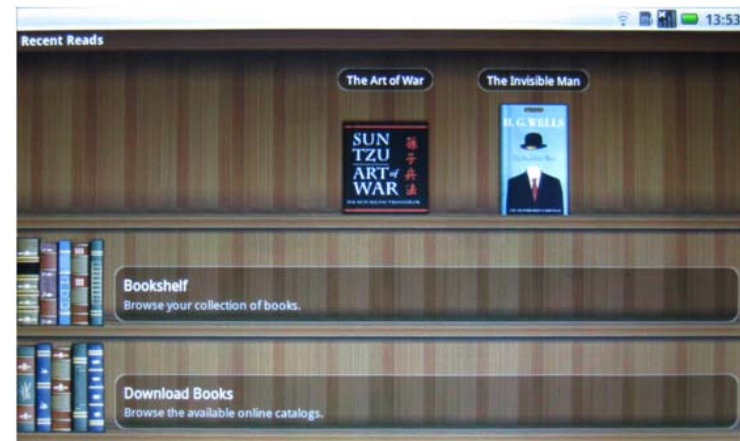 13:53
Recent Reads
The Art of War
The Invisible Man
SUN
TZU
ART of
WAR
孫
子
兵
法
H. G. WELLS
Bookshelf
Browse your collection of books.
Download Books
Browse the available online catalogs.